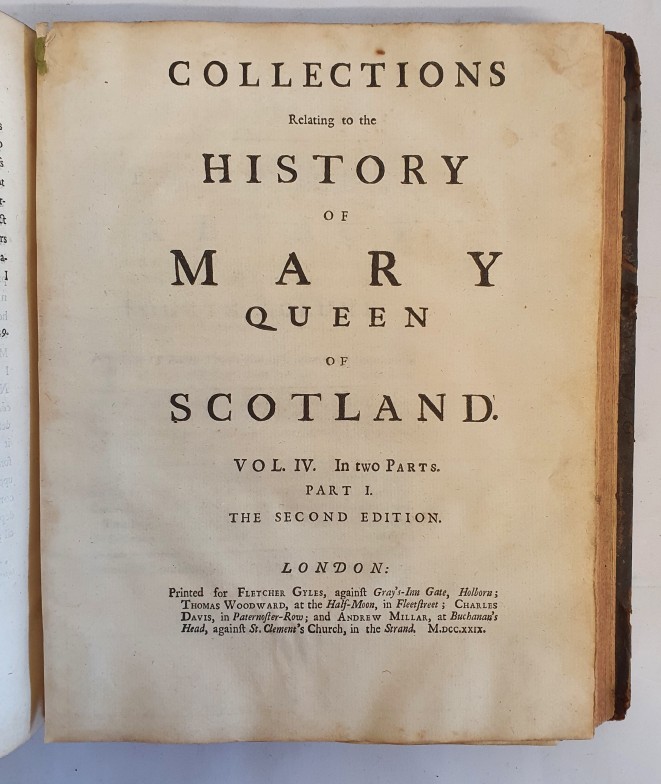 COLLECTIONS
Relating to the
HISTORY
OF
MARY
QUEEN
OF
SCOTLAND.
VOL. IV. In two PARTS.
PART I.
THE SECOND EDITION.
LONDON:
Printed for FLETCHER GYLES, againſt Gray's-Inn Gate, Holborn;
THOMAS WOODWARD, at the Half-Moon, in Fleetſtreet; CHARLES
DAVIS, in Paternoſter-Row; and ANDREW MILLAR, at Buchanan's
Head, againſt St. Clement's Church, in the Strand. M.DCC.XXIX.